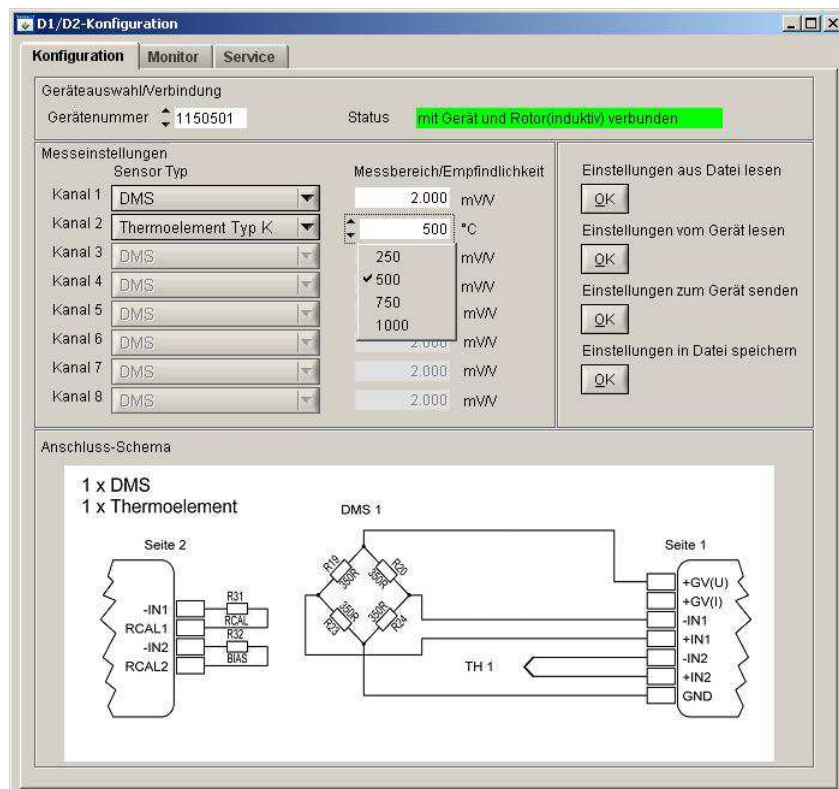 D1/D2-Konfiguration
Konfiguration Monitor Service
Geräteauswahl/Verbindung
Gerätenummer 1150501 Status mit Gerät und Rotor(induktiv) verbunden
Messeinstellungen
Sensor Typ Messbereich/Empfindlichkeit
Kanal 1 DMS 2.000 mV/V
Kanal 2 Thermoelement Typ K 500 °C
Kanal 3 DMS mV/V
Kanal 4 DMS mV/V
Kanal 5 DMS mV/V
Kanal 6 DMS 2.000 mV/V
Kanal 7 DMS 2.000 mV/V
Kanal 8 DMS 2.000 mV/V
250
500
750
1000
Einstellungen aus Datei lesen
OK
Einstellungen vom Gerät lesen
OK
Einstellungen zum Gerät senden
OK
Einstellungen in Datei speichern
OK
Anschluss-Schema
1 x DMS
1 x Thermoelement
Seite 2
-IN1
RCAL1
-IN2
RCAL2
R31
RCAL
R32
BIAS
DMS 1
R19
350R
R20
350R
R23
350R
R24
350R
TH 1
Seite 1
+GV(U)
+GV(I)
-IN1
+IN1
-IN2
+IN2
GND